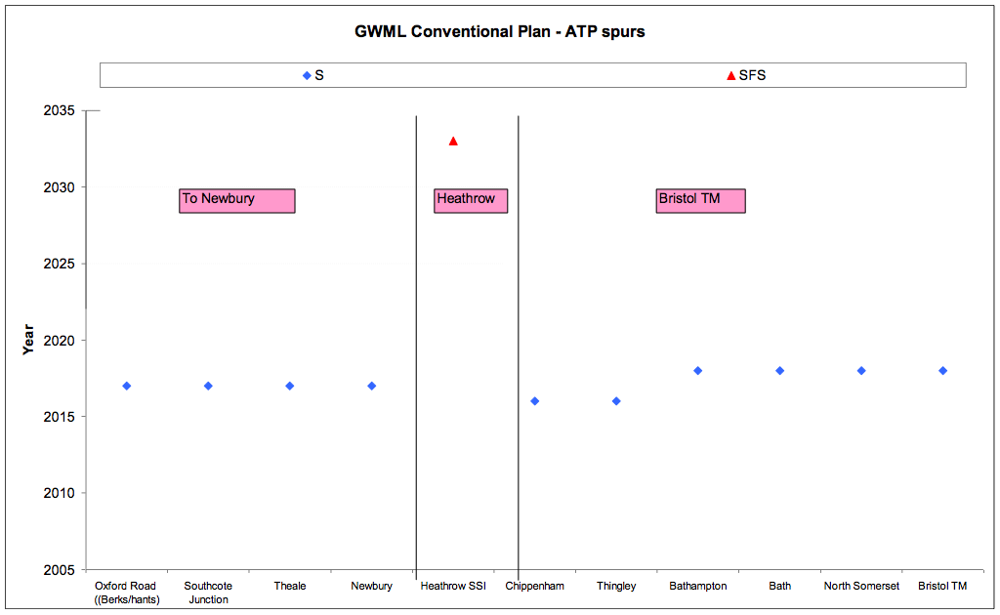 GWML Conventional Plan - ATP spurs
S
SFS
2035
2030
2025
2020
2015
2010
2005
Year
To Newbury
Heathrow
Bristol TM
Oxford Road
((Berks/hants)
Southcote
Junction
Theale
Newbury
Heathrow SSI
Chippenham
Thingley
Bathampton
Bath
North Somerset
Bristol TM